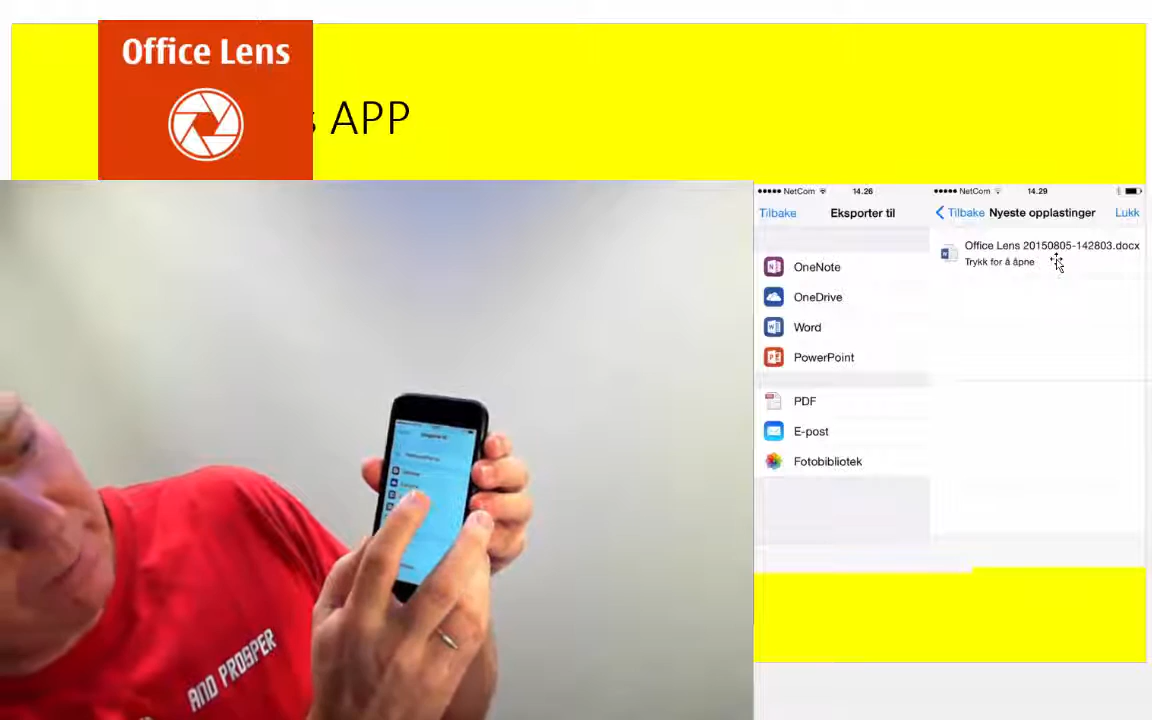 Office Lens
s APP
NetCom
14.26
Tilbake
Eksporter til
OneNote
OneDrive
Word
PowerPoint
PDF
E-post
Fotobibliotek
NetCom
14.29
Tilbake
Nyeste opplastinger
Lukk
Office Lens 20150805-142803.docx
Trykk for å åpne
AND PROSPER